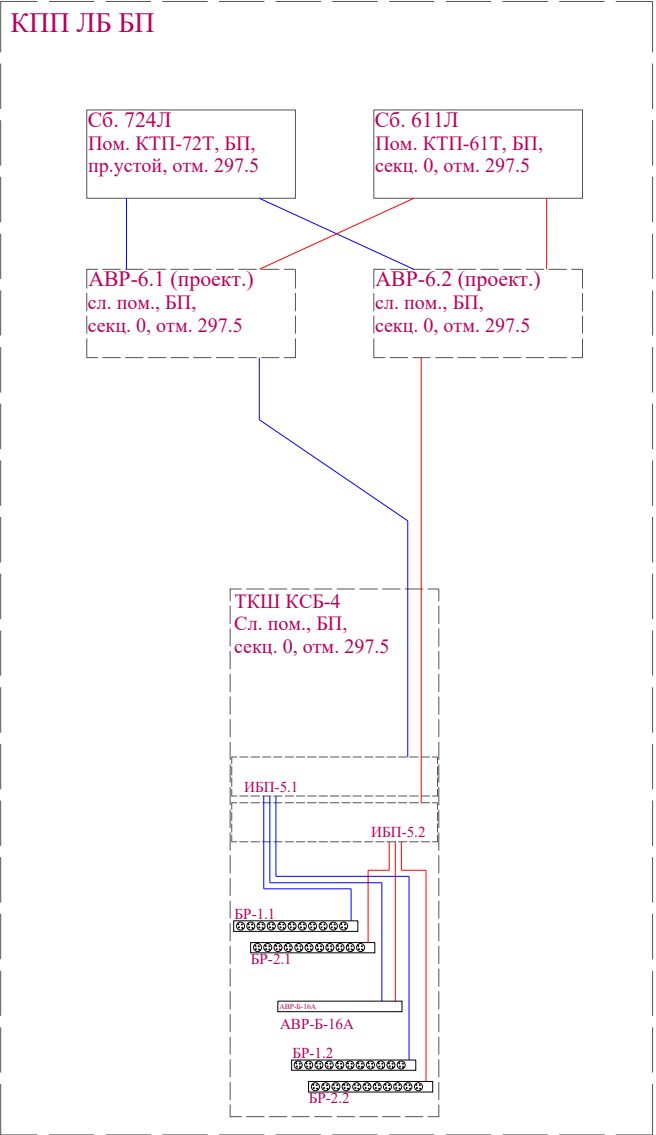 КПП ЛБ БП
Сб. 724Л
Пом. КТП-72Т, БП,
пр.устой, отм. 297.5
Сб. 611Л
Пом. КТП-61Т, БП,
секц. 0, отм. 297.5
АВР-6.1 (проект.)
сл. пом., БП,
секц. 0, отм. 297.5
АВР-6.2 (проект.)
сл. пом., БП,
секц. 0, отм. 297.5
ТКШ КСБ-4
Сл. пом., БП,
секц. 0, отм. 297.5
ИБП-5.1
ИБП-5.2
БР-1.1
БР-2.1
АВР-Б-16А
АВР-Б-16А
БР-1.2
БР-2.2